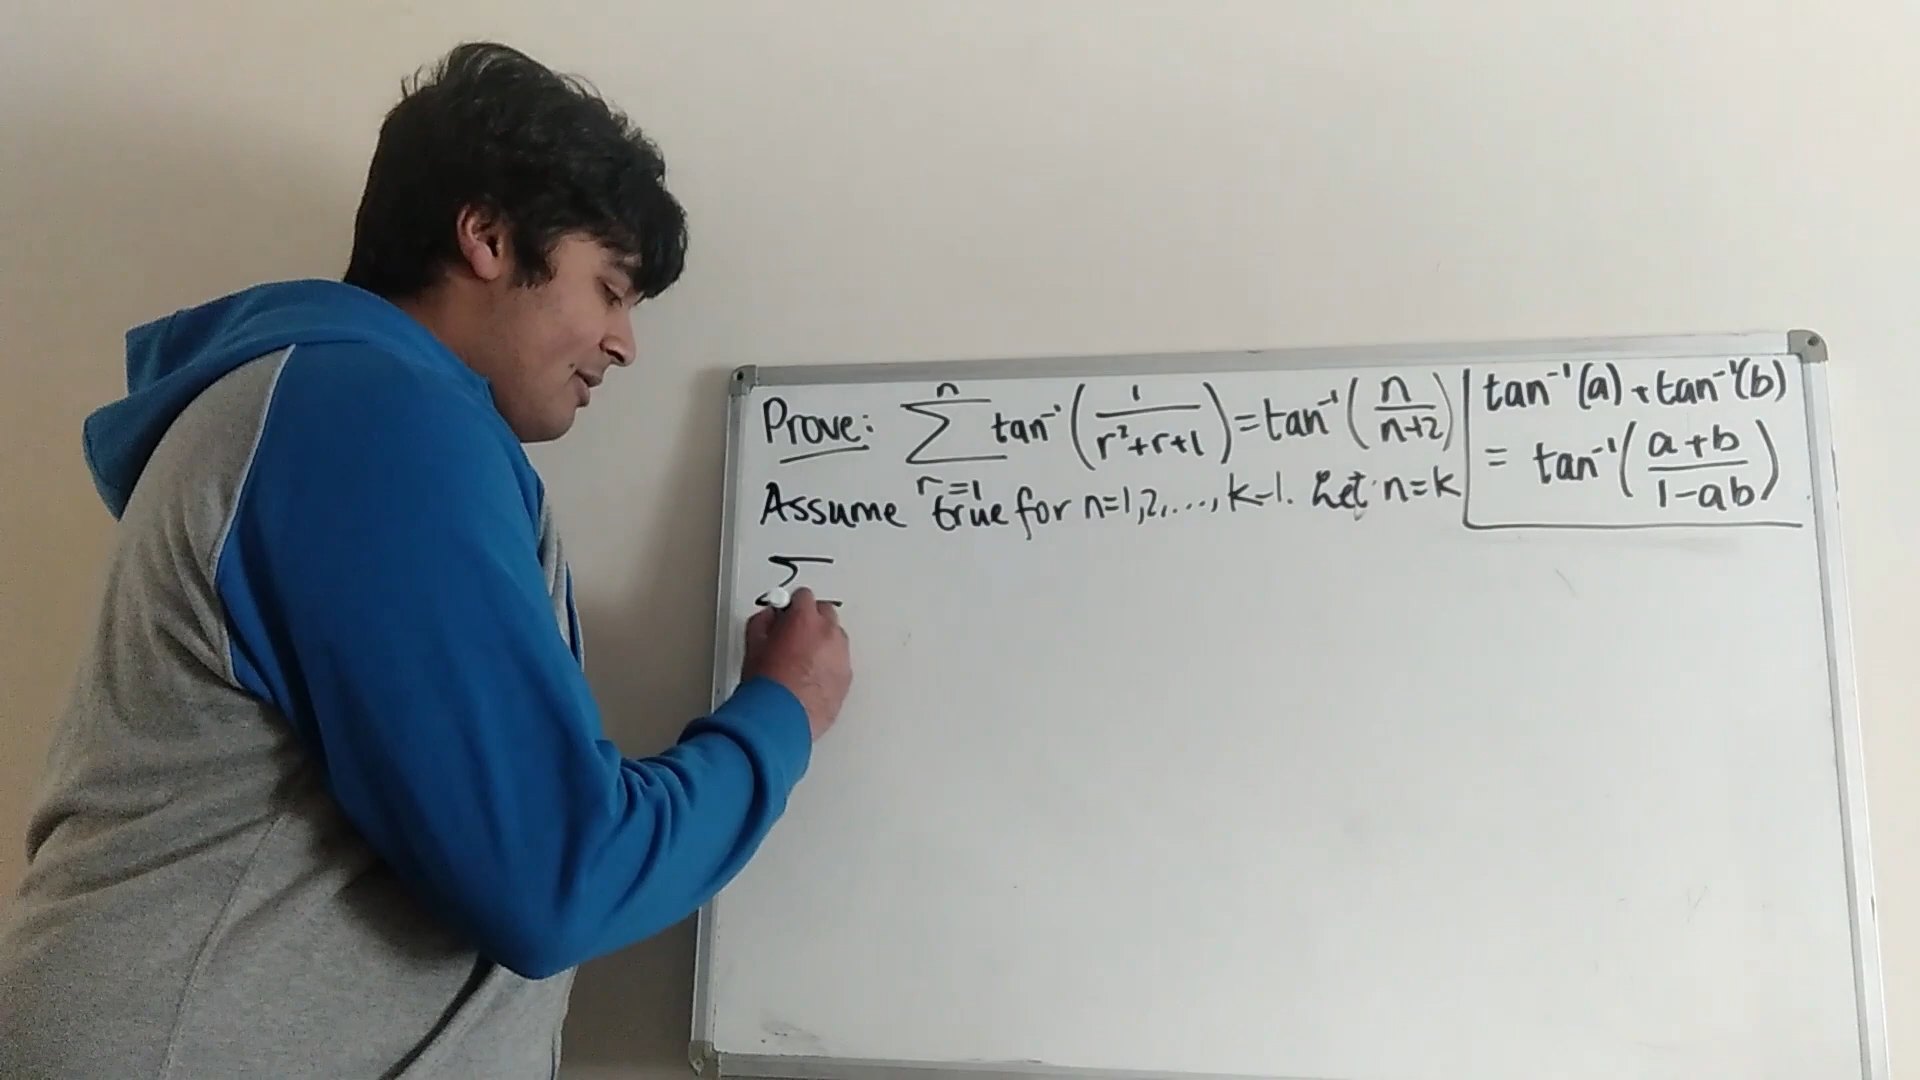 Prove: ∑_{r=1}^{n} tan⁻¹(1/(r²+r+1)) = tan⁻¹(n/(n+2))
Assume true for n=1,2,...,k-1. Let n=k
∑
tan⁻¹(a) + tan⁻¹(b)
= tan⁻¹((a+b)/(1-ab))